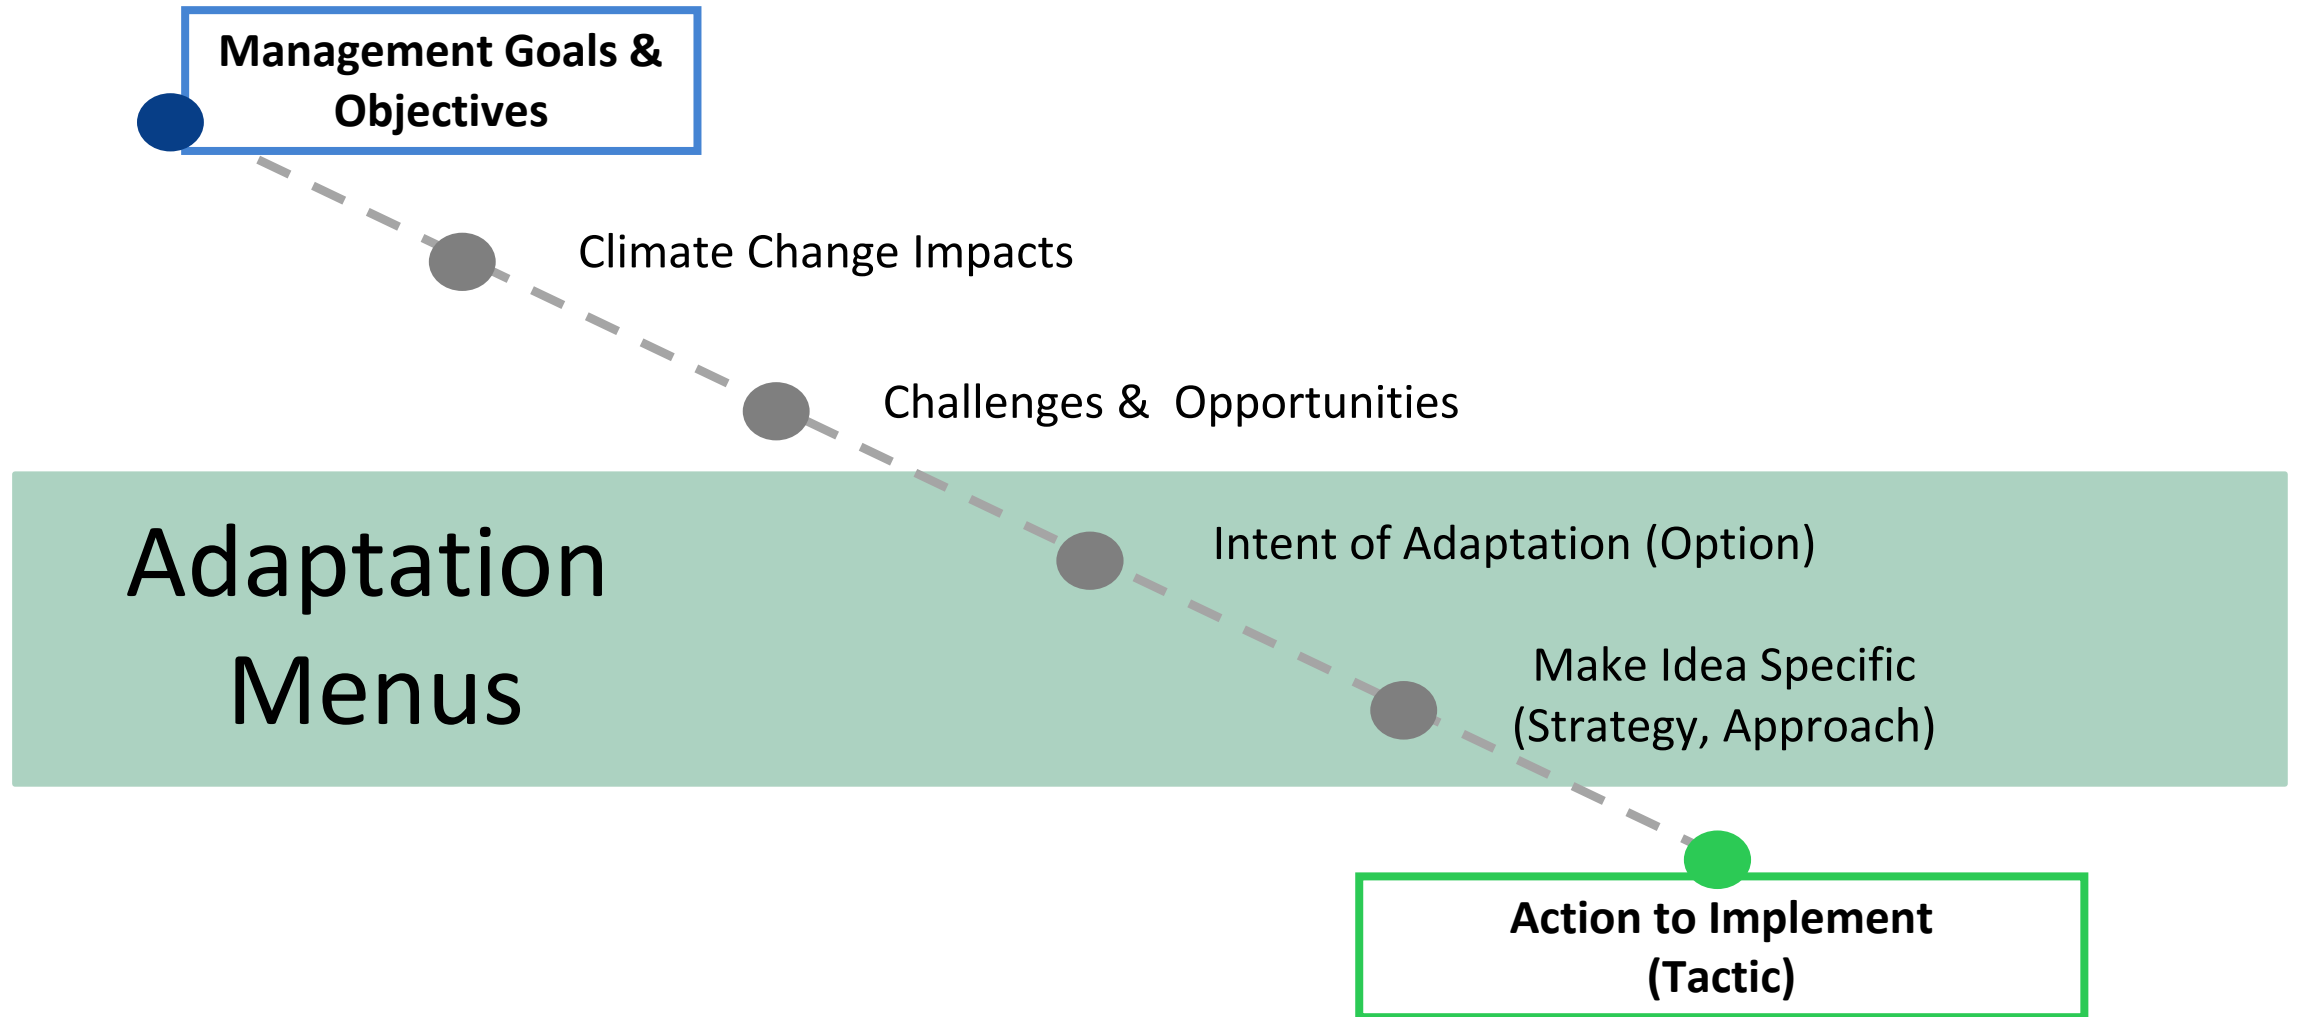 Management Goals &
Objectives
Climate Change Impacts
Challenges &  Opportunities
Adaptation
Menus
Intent of Adaptation (Option)
Make Idea Specific
(Strategy, Approach)
Action to Implement
(Tactic)